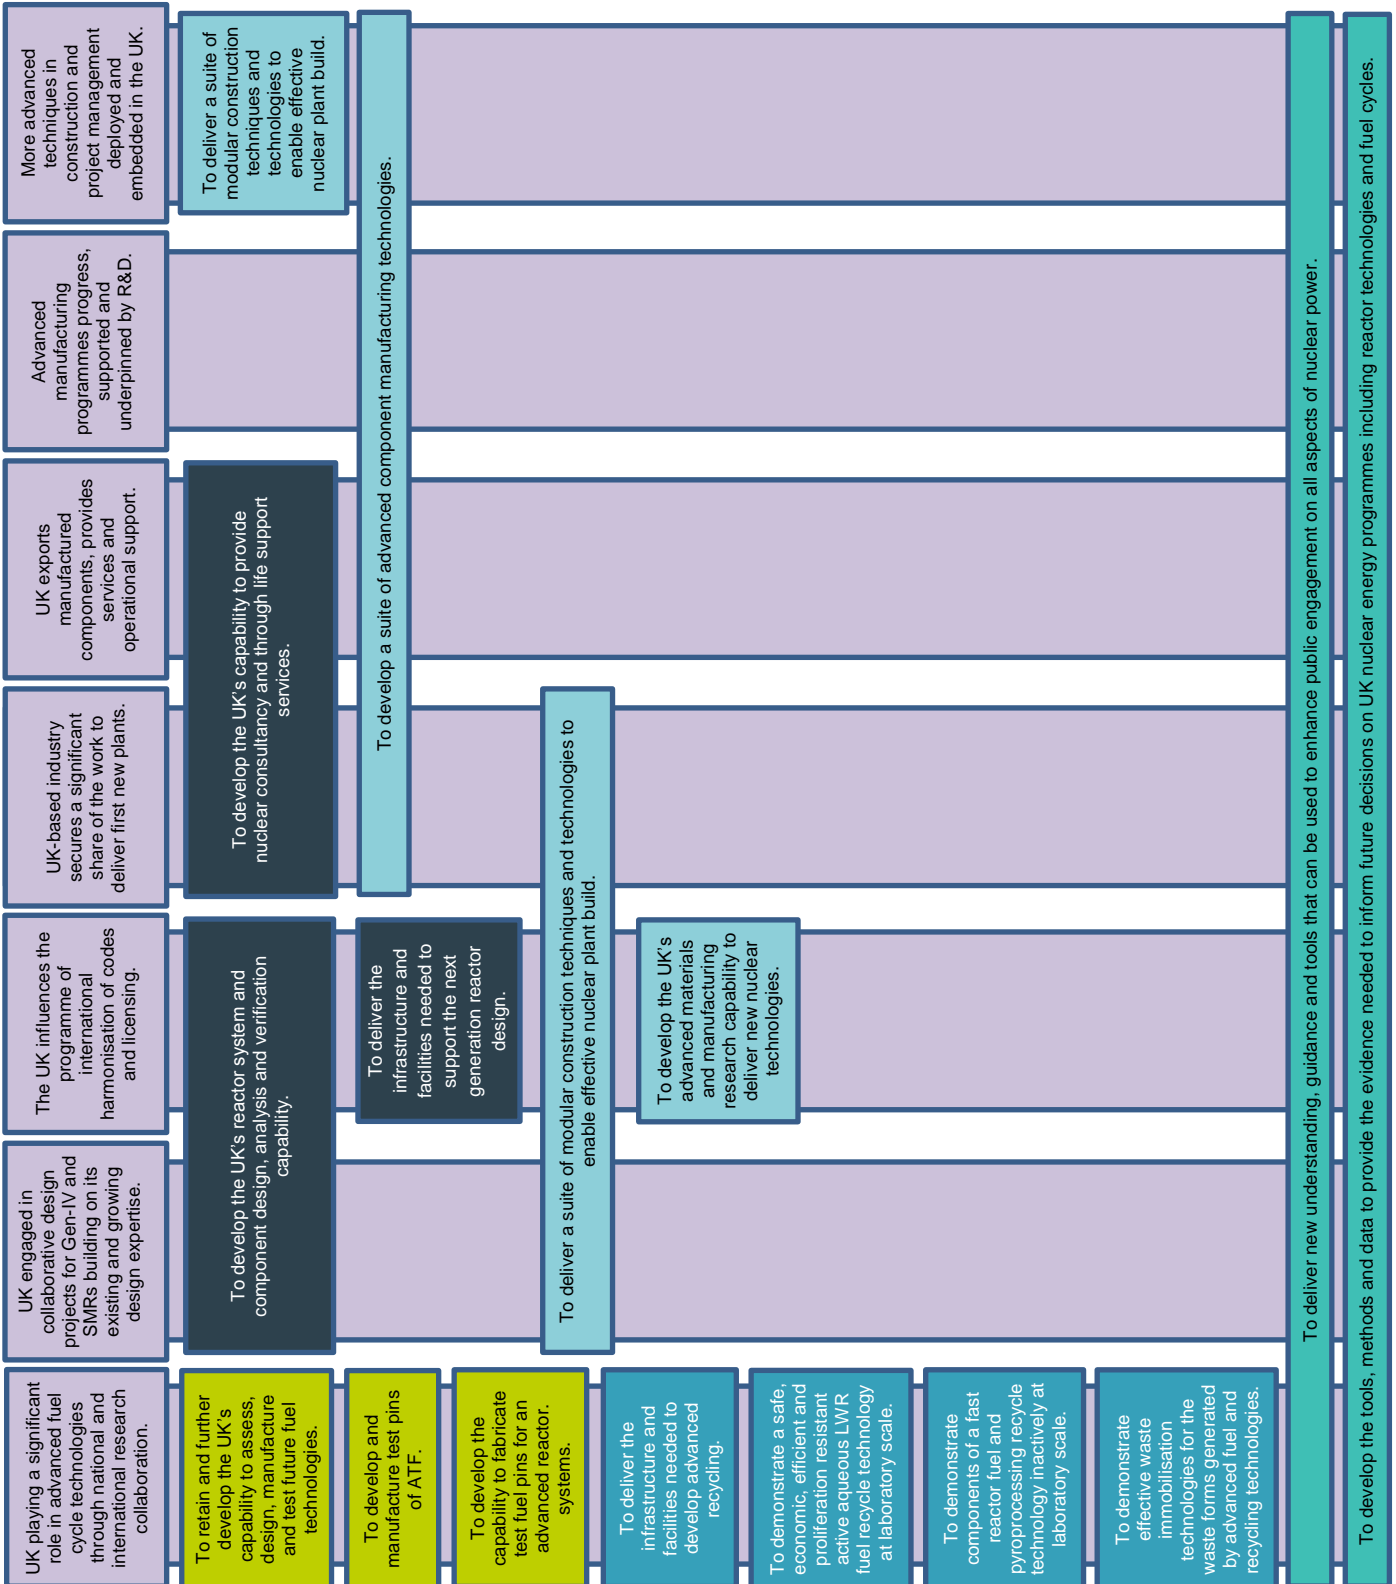 UK playing a significant
role in advanced fuel
cycle technologies
through national and
international research
collaboration.
UK engaged in
collaborative design
projects for Gen-IV and
SMRs building on its
existing and growing
design expertise.
The UK influences the
programme of
international
harmonisation of codes
and licensing.
UK-based industry
secures a significant
share of the work to
deliver first new plants.
UK exports
manufactured
components, provides
services and
operational support.
Advanced
manufacturing
programmes progress,
supported and
underpinned by R&D.
More advanced
techniques in
construction and
project management
deployed and
embedded in the UK.
To retain and further
develop the UK's
capability to assess,
design, manufacture
and test future fuel
technologies.
To develop the UK's reactor system and
component design, analysis and verification
capability.
To develop the UK's capability to provide
nuclear consultancy and through life support
services.
To deliver a suite of
modular construction
techniques and
technologies to
enable effective
nuclear plant build.
To develop and
manufacture test pins
of ATF.
To deliver the
infrastructure and
facilities needed to
support the next
generation reactor
design.
To develop a suite of advanced component manufacturing technologies.
To develop the
capability to fabricate
test fuel pins for an
advanced reactor.
systems.
To deliver a suite of modular construction techniques and technologies to
enable effective nuclear plant build.
To deliver the
infrastructure and
facilities needed to
develop advanced
recycling.
To develop the UK's
advanced materials
and manufacturing
research capability to
deliver new nuclear
technologies.
To demonstrate a safe,
economic, efficient and
proliferation resistant
active aqueous LWR
fuel recycle technology
at laboratory scale.
To demonstrate
components of a fast
reactor fuel and
pyroprocessing recycle
technology inactively at
laboratory scale.
To demonstrate
effective waste
immobilisation
technologies for the
waste forms generated
by advanced fuel and
recycling technologies.
To deliver new understanding, guidance and tools that can be used to enhance public engagement on all aspects of nuclear power.
To develop the tools, methods and data to provide the evidence needed to inform future decisions on UK nuclear energy programmes including reactor technologies and fuel cycles.